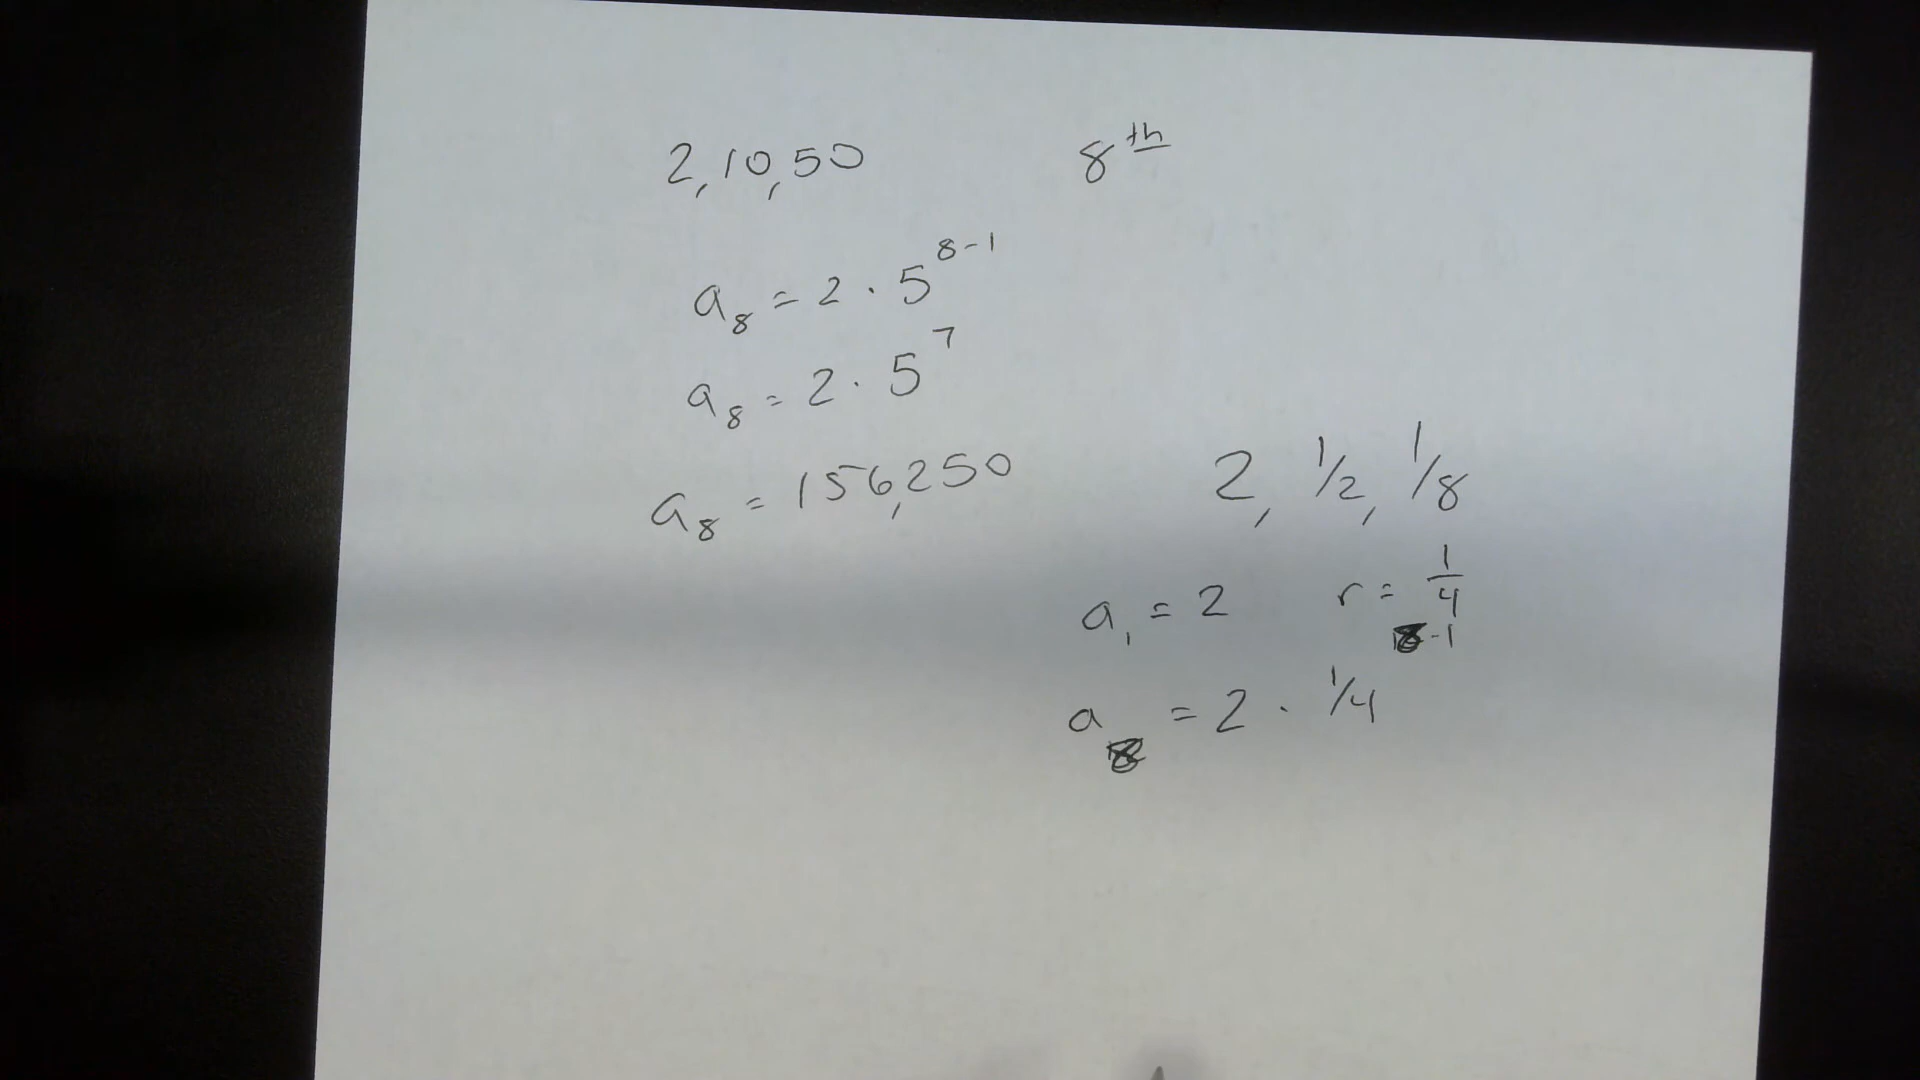 2, 10, 50 8th
a8 = 2 · 5^8-1
a8 = 2 · 5^7
a8 = 156,250
2, 1/2, 1/8
a1 = 2 r = 1/4
a8 = 2 · 1/4^8-1